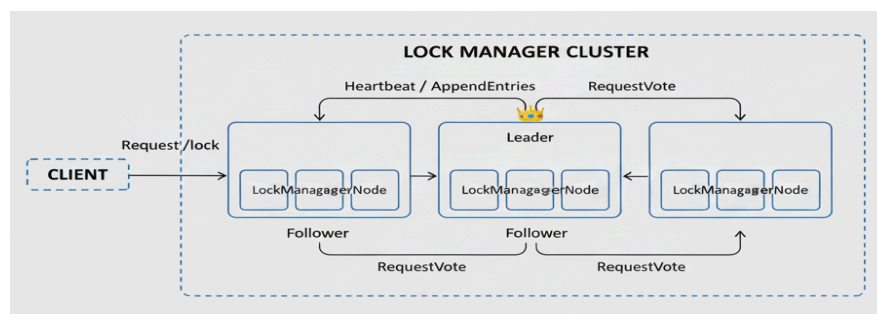 LOCK MANAGER CLUSTER
Heartbeat / AppendEntries
RequestVote
Request /lock
Leader
CLIENT
LockManagagerNode
LockManagagerNode
LockManagagerNode
Follower
Follower
RequestVote
RequestVote